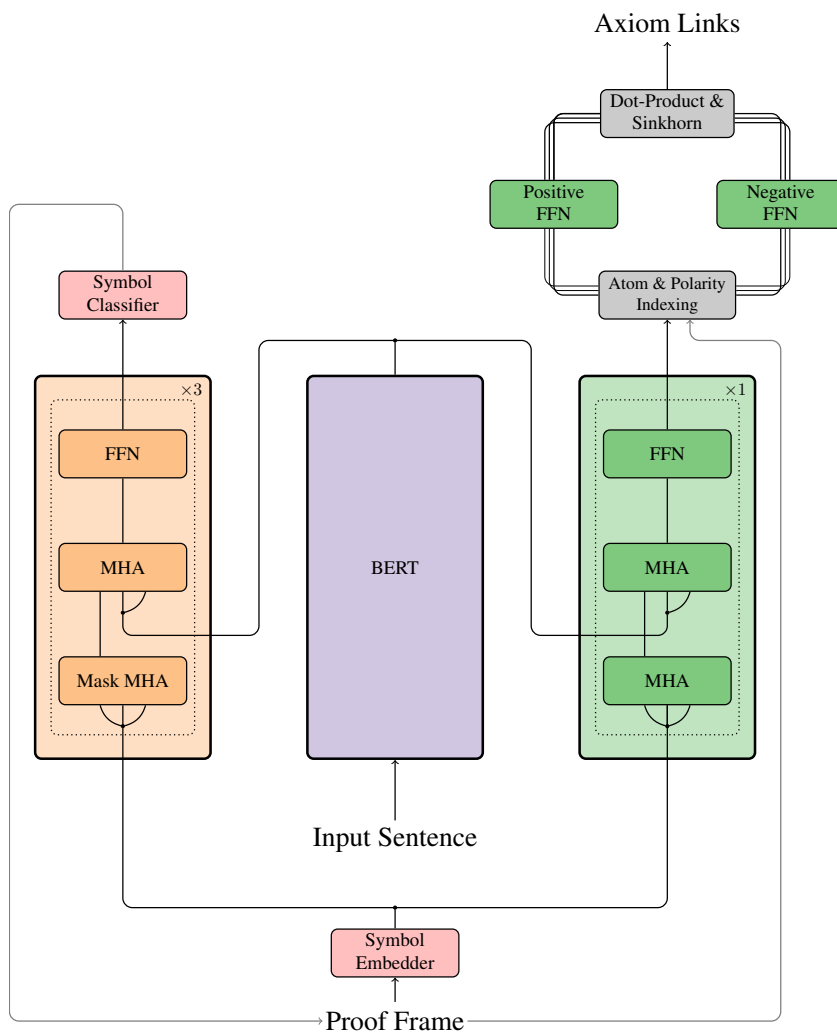 Axiom Links
Dot-Product &
Sinkhorn
Positive
FFN
Negative
FFN
Symbol
Classifier
Atom & Polarity
Indexing
×3
×1
FFN
FFN
MHA
BERT
MHA
Mask MHA
MHA
Input Sentence
Symbol
Embedder
Proof Frame